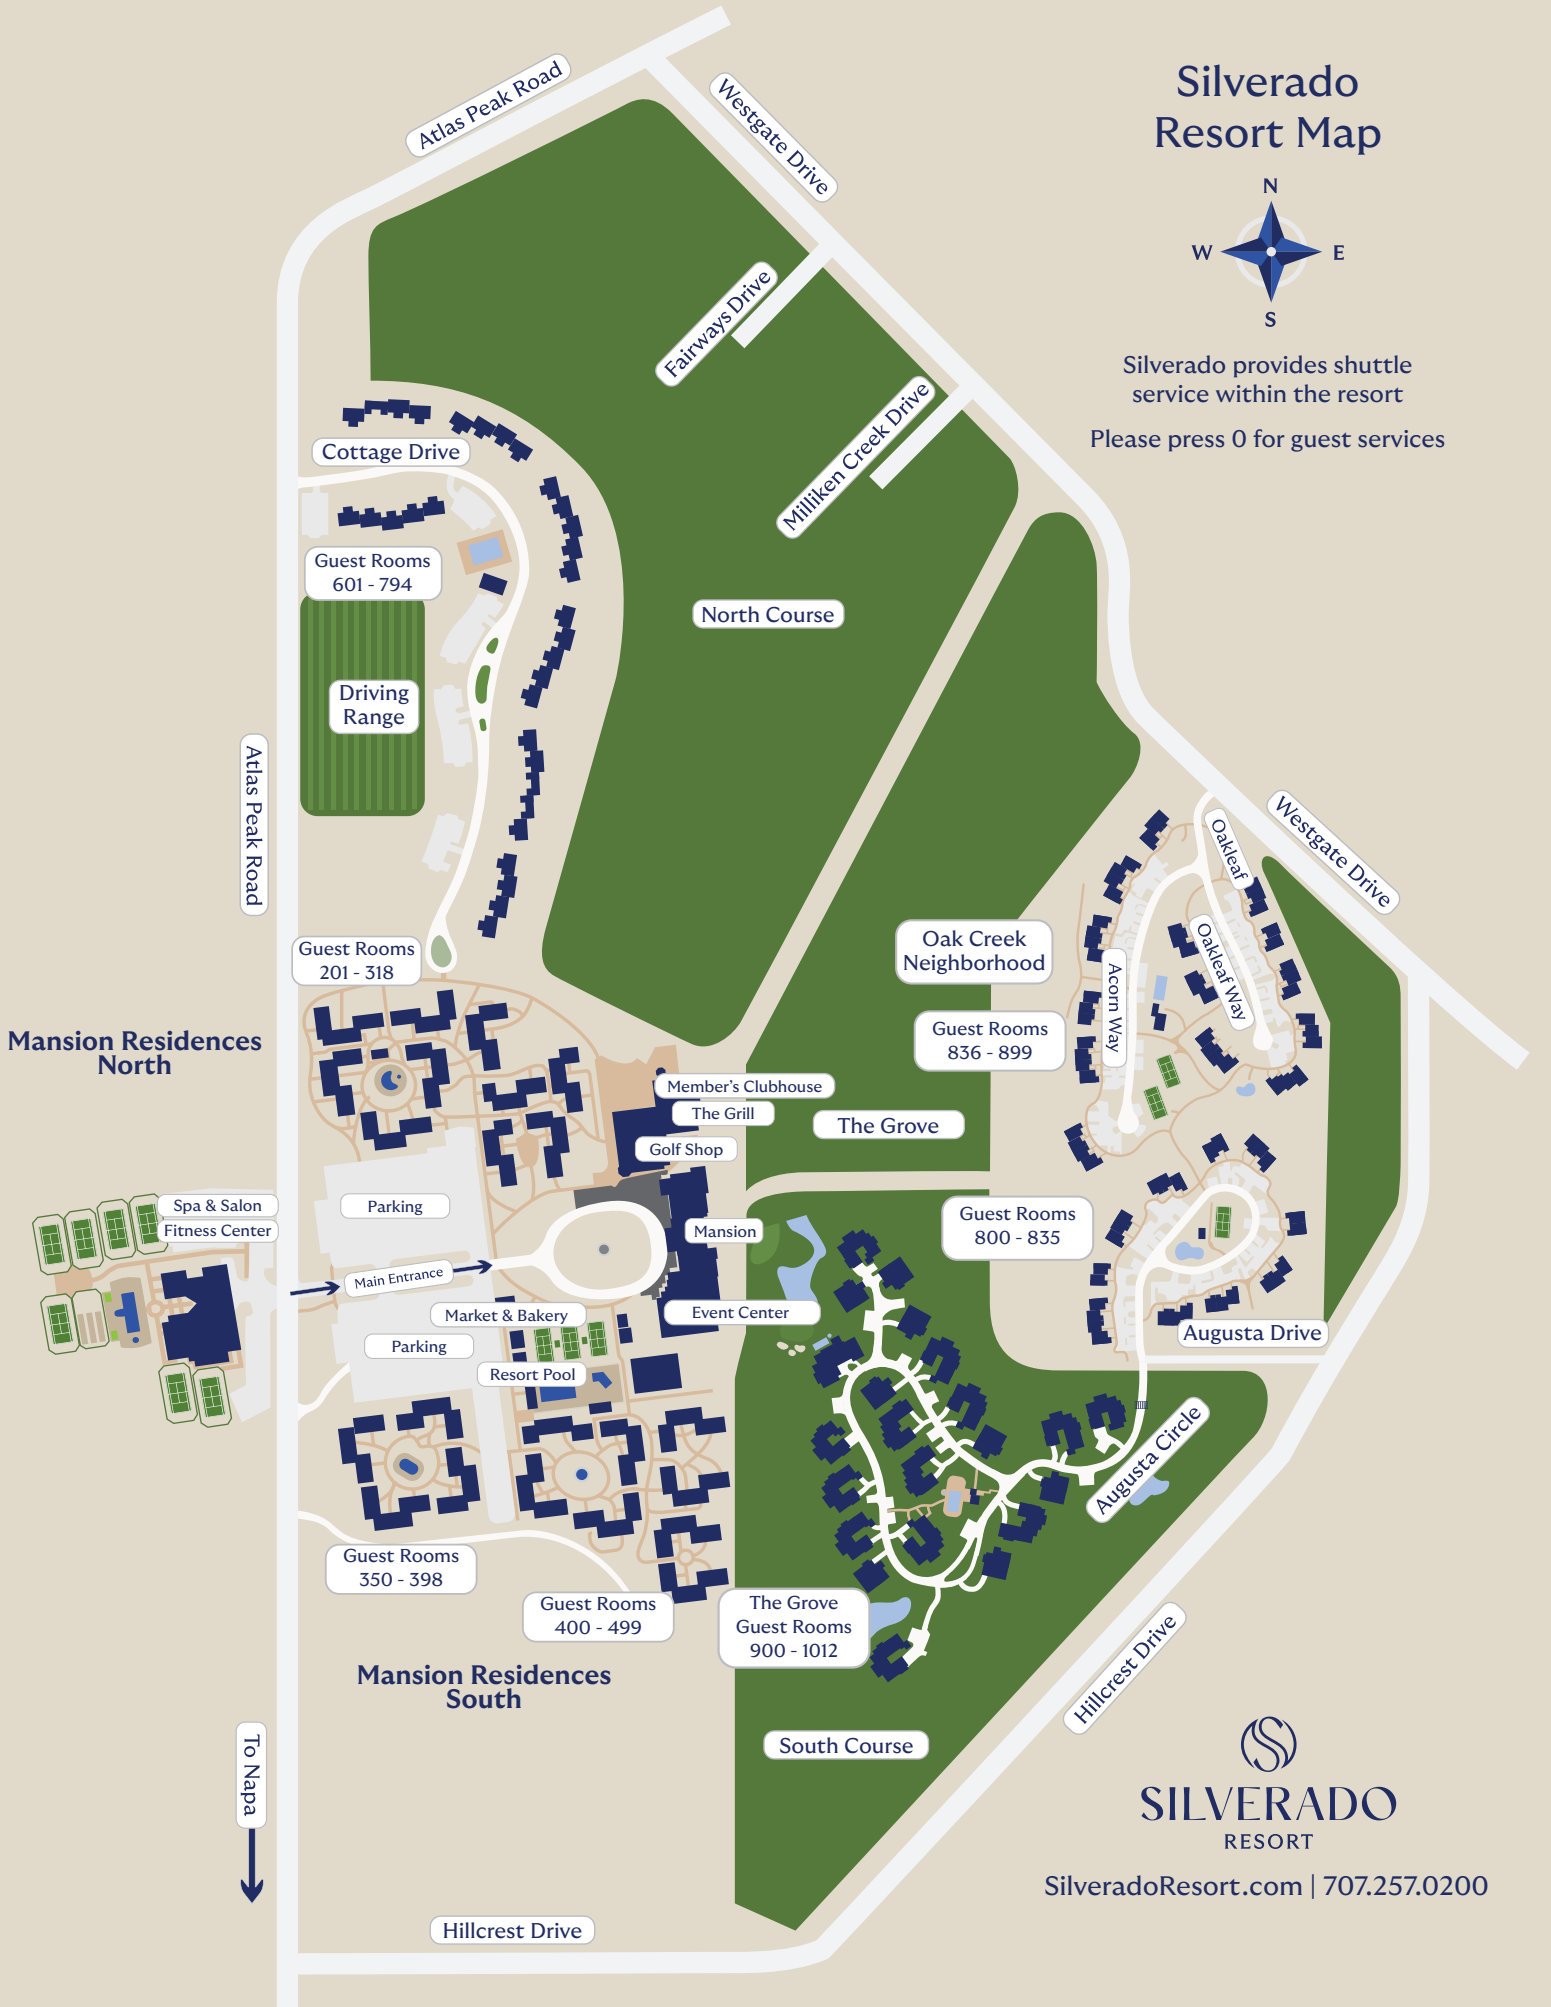 Silverado
Resort Map
N
W
E
S
Silverado provides shuttle
service within the resort
Please press 0 for guest services
Atlas Peak Road
Westgate Drive
Fairways Drive
Milliken Creek Drive
Cottage Drive
Guest Rooms
601 - 794
North Course
Driving
Range
Atlas Peak Road
Westgate Drive
Oakleaf
Oak Creek
Neighborhood
Oakleaf Way
Acorn Way
Guest Rooms
201 - 318
Guest Rooms
836 - 899
Mansion Residences
North
Member's Clubhouse
The Grill
The Grove
Golf Shop
Spa & Salon
Parking
Fitness Center
Mansion
Guest Rooms
800 - 835
Main Entrance
Market & Bakery
Event Center
Parking
Augusta Drive
Resort Pool
Augusta Circle
Guest Rooms
350 - 398
Guest Rooms
400 - 499
The Grove
Guest Rooms
900 - 1012
Mansion Residences
South
Hillcrest Drive
South Course
To Napa
SILVERADO
RESORT
SilveradoResort.com | 707.257.0200
Hillcrest Drive